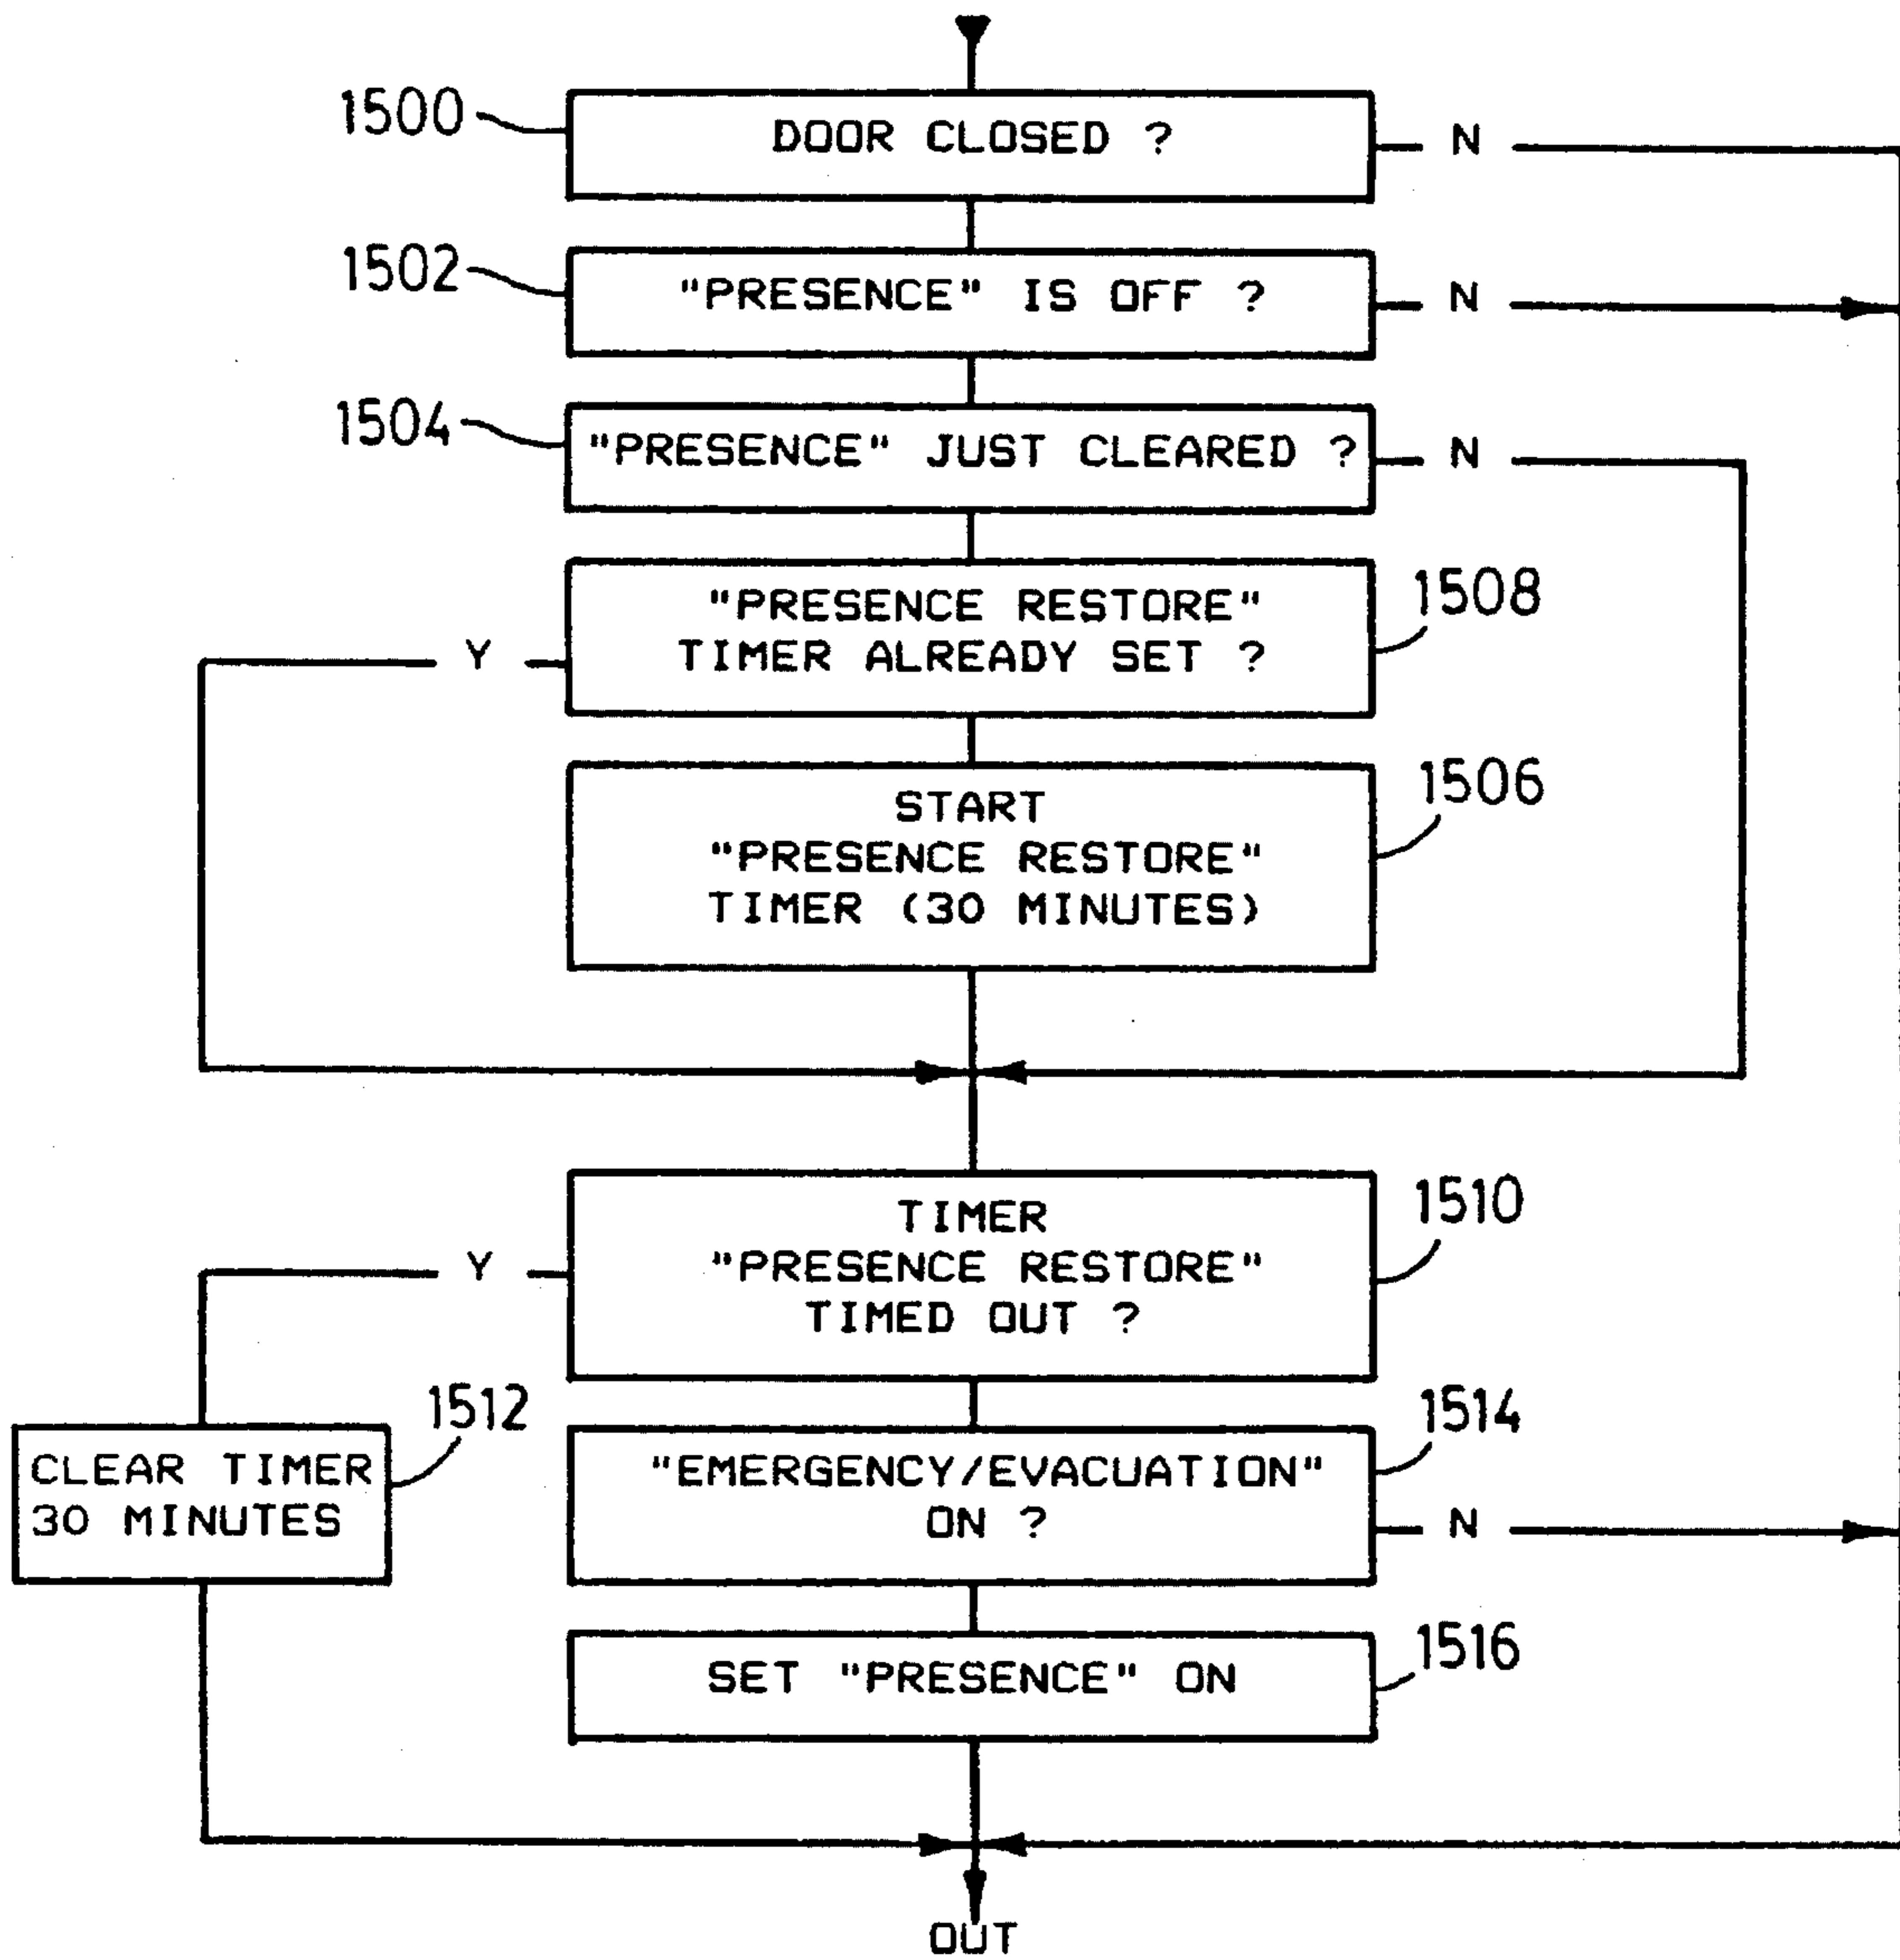 1500
DOOR CLOSED ?
N
1502
"PRESENCE" IS OFF ?
N
1504
"PRESENCE" JUST CLEARED ?
N
1508
"PRESENCE RESTORE"
TIMER ALREADY SET ?
Y
1506
START
"PRESENCE RESTORE"
TIMER (30 MINUTES)
1510
TIMER
"PRESENCE RESTORE"
TIMED OUT ?
Y
1512
CLEAR TIMER
30 MINUTES
1514
"EMERGENCY/EVACUATION"
ON ?
N
1516
SET "PRESENCE" ON
OUT